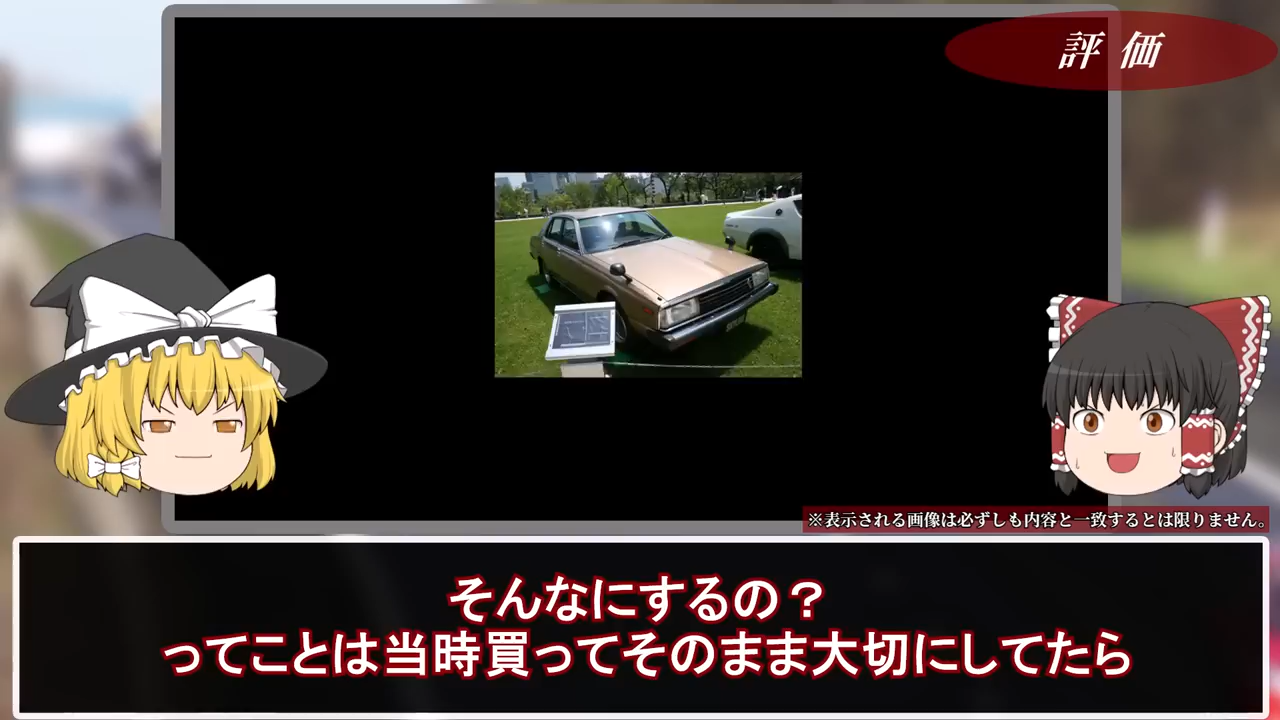 評価
※表示される画像は必ずしも内容と一致するとは限りません。
そんなにするの？
ってことは当時買ってそのまま大切にしてたら